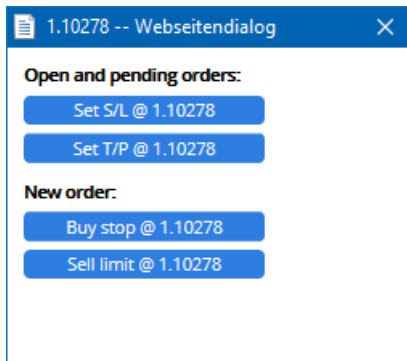 1.10278 -- Webseitendialog
Open and pending orders:
Set S/L @ 1.10278
Set T/P @ 1.10278
New order:
Buy stop @ 1.10278
Sell limit @ 1.10278